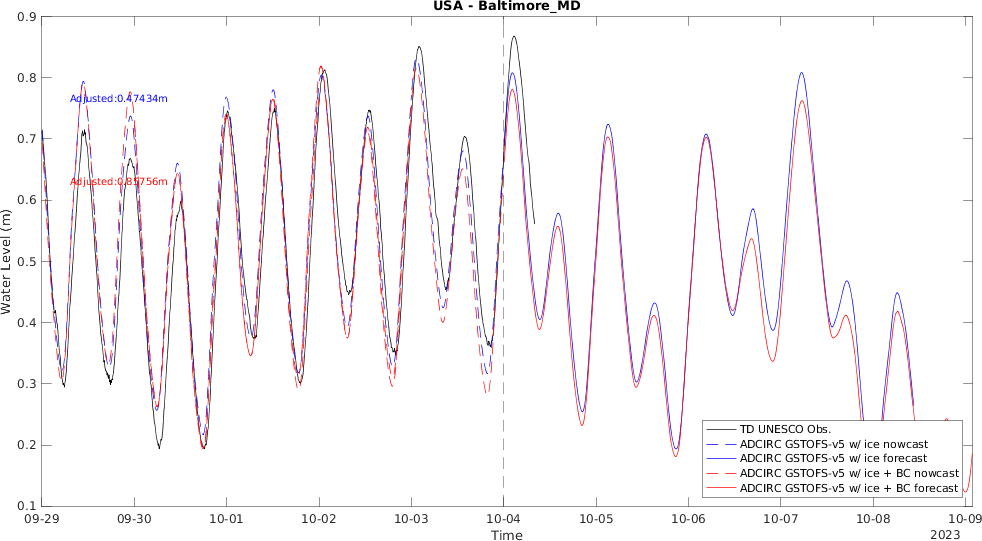 USA - Baltimore_MD
0.9
0.8
0.7
0.6
0.5
0.4
0.3
0.2
0.1
Water Level (m)
Adjusted:0.47434m
Adjusted:0.85756m
TD UNESCO Obs.
ADCIRC GSTOFS-v5 w/ ice nowcast
ADCIRC GSTOFS-v5 w/ ice forecast
ADCIRC GSTOFS-v5 w/ ice + BC nowcast
ADCIRC GSTOFS-v5 w/ ice + BC forecast
09-29 09-30 10-01 10-02 10-03 10-04 10-05 10-06 10-07 10-08 10-09
Time
2023